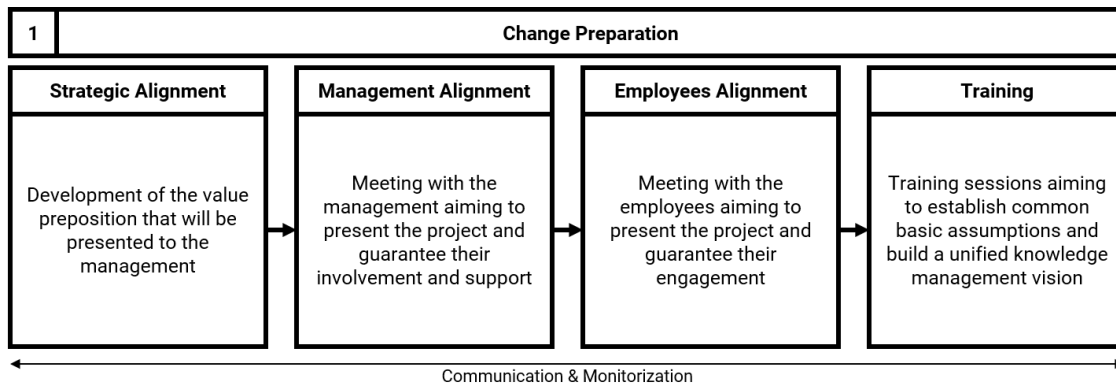 1
Change Preparation
Strategic Alignment
Development of the value
preposition that will be
presented to the
management
Management Alignment
Meeting with the
management aiming to
present the project and
guarantee their
involvement and support
Employees Alignment
Meeting with the
employees aiming to
present the project and
guarantee their
engagement
Training
Training sessions aiming
to establish common
basic assumptions and
build a unified knowledge
management vision
Communication & Monitorization